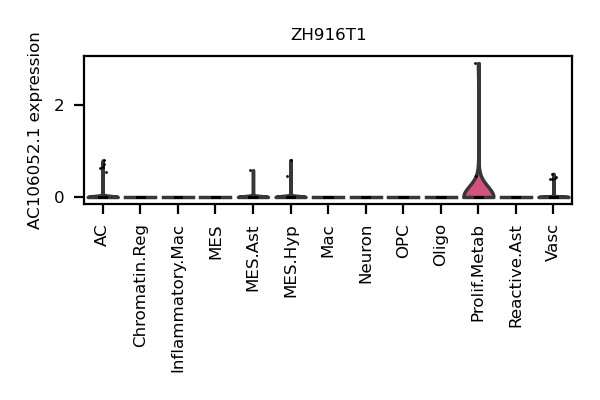 ZH916T1
AC106052.1 expression
2
0
AC
Chromatin.Reg
Inflammatory.Mac
MES
MES.Ast
MES.Hyp
Mac
Neuron
OPC
Oligo
Prolif.Metab
Reactive.Ast
Vasc